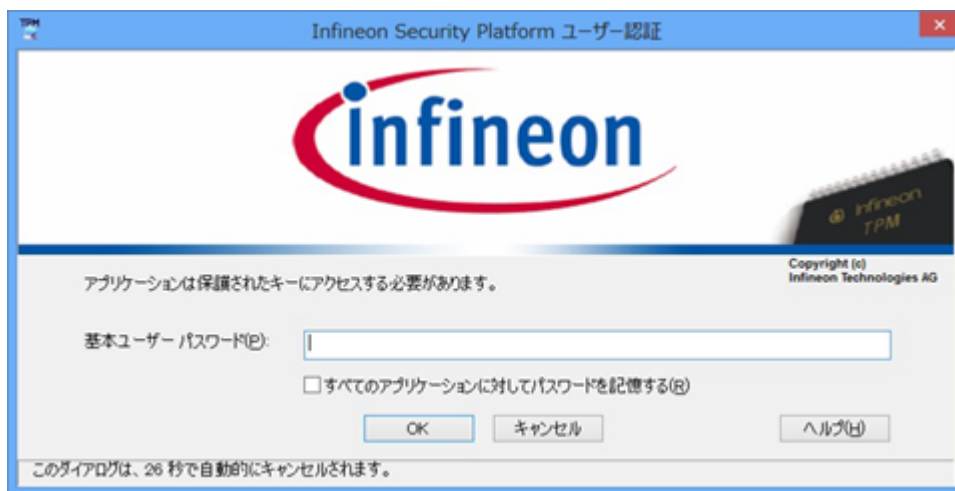 TPM
Infineon Security Platform ユーザー認証
infineon
Infineon
TPM
Copyright (c)
Infineon Technologies AG
アプリケーションは保護されたキーにアクセスする必要があります。
基本ユーザー パスワード(P):
すべてのアプリケーションに対してパスワードを記憶する(R)
OK
キャンセル
ヘルプ(H)
このダイアログは、26 秒で自動的にキャンセルされます。